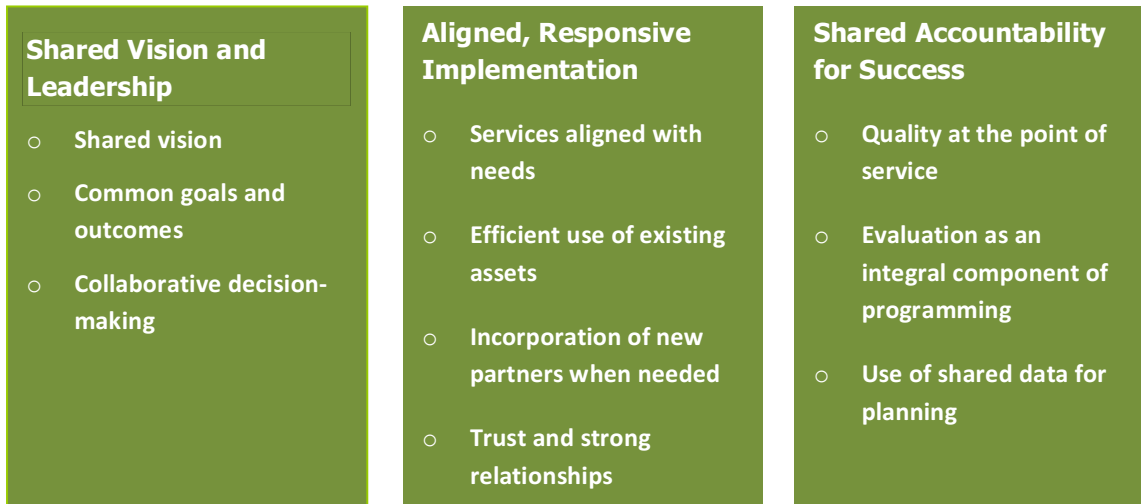 Shared Vision and
Leadership
o Shared vision
o Common goals and
outcomes
o Collaborative decision-
making
Aligned, Responsive
Implementation
o Services aligned with
needs
o Efficient use of existing
assets
o Incorporation of new
partners when needed
o Trust and strong
relationships
Shared Accountability
for Success
o Quality at the point of
service
o Evaluation as an
integral component of
programming
o Use of shared data for
planning